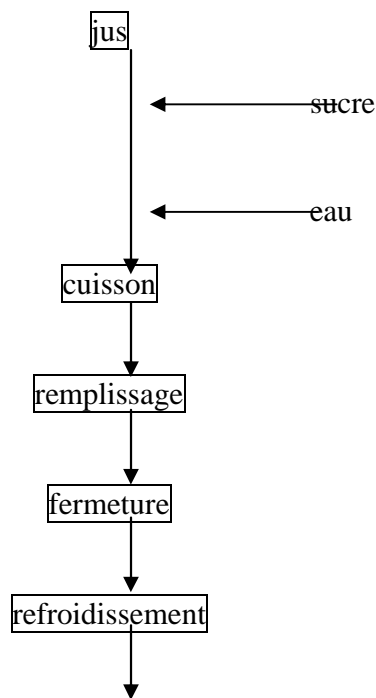 jus
sucre
eau
cuisson
remplissage
fermeture
refroidissement